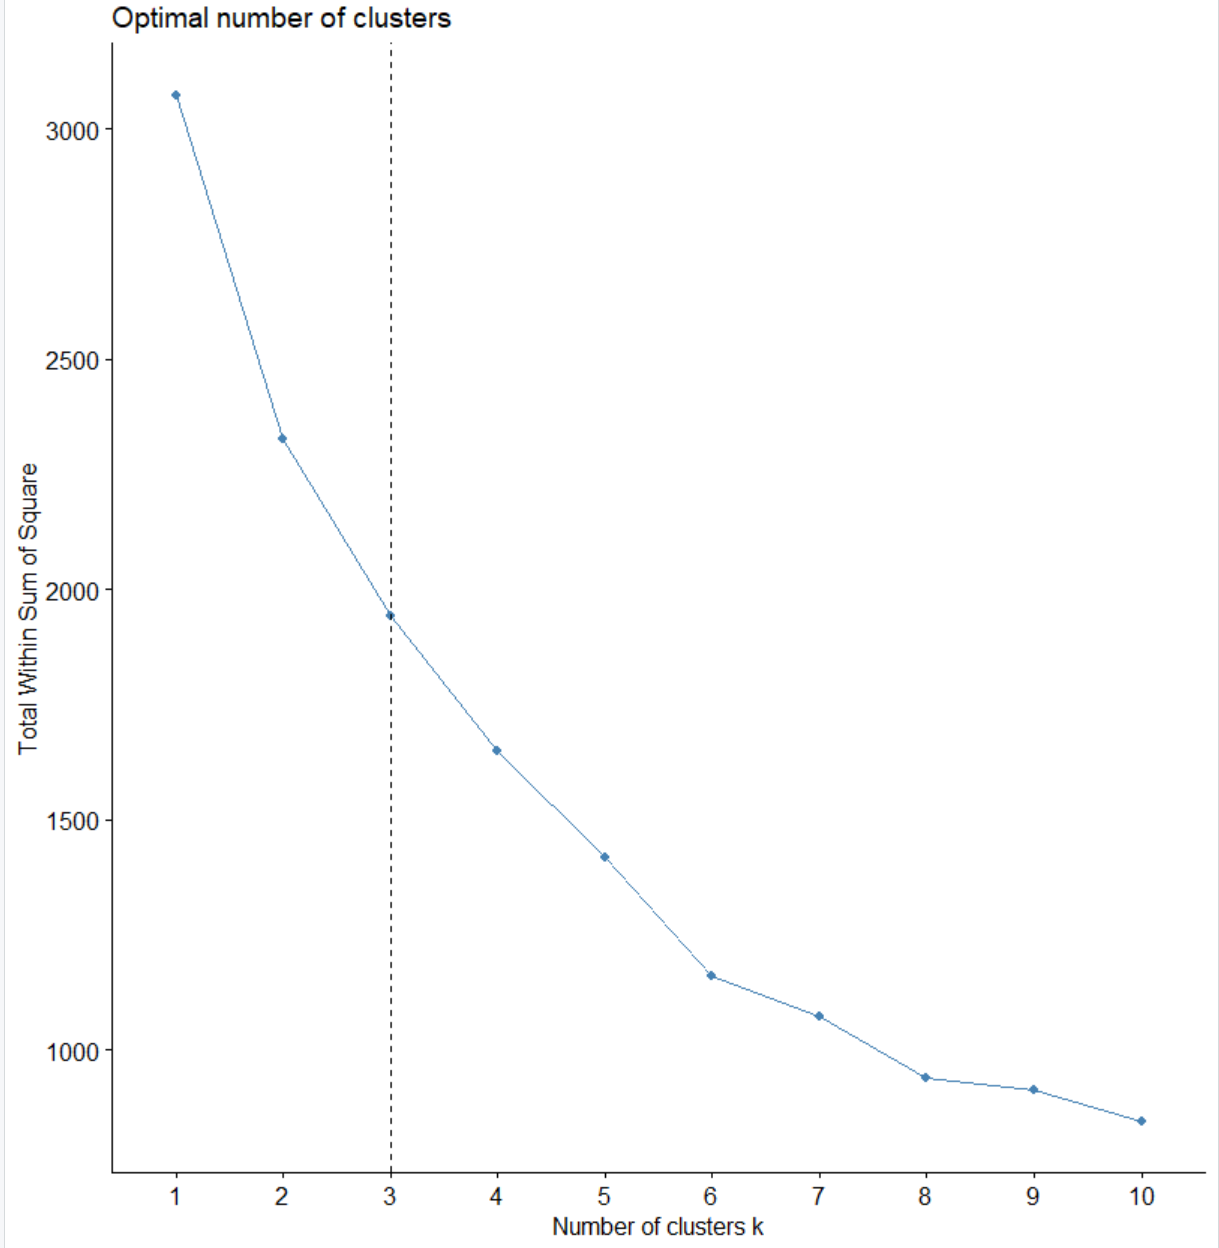 Optimal number of clusters
3000
2500
2000
1500
1000
Total Within Sum of Square
1 2 3 4 5 6 7 8 9 10
Number of clusters k